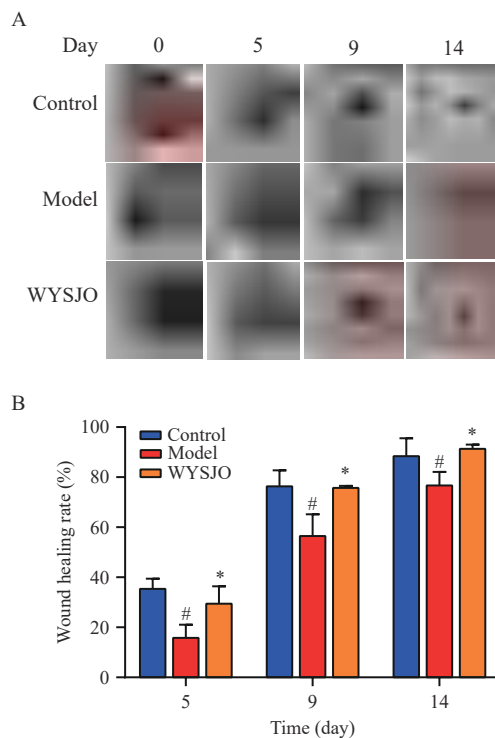 A
Day 0 5 9 14
Control
Model
WYSJO
B
100
80
60
40
20
0
Wound healing rate (%)
Control
Model
WYSJO
# *
# *
# *
5 9 14
Time (day)